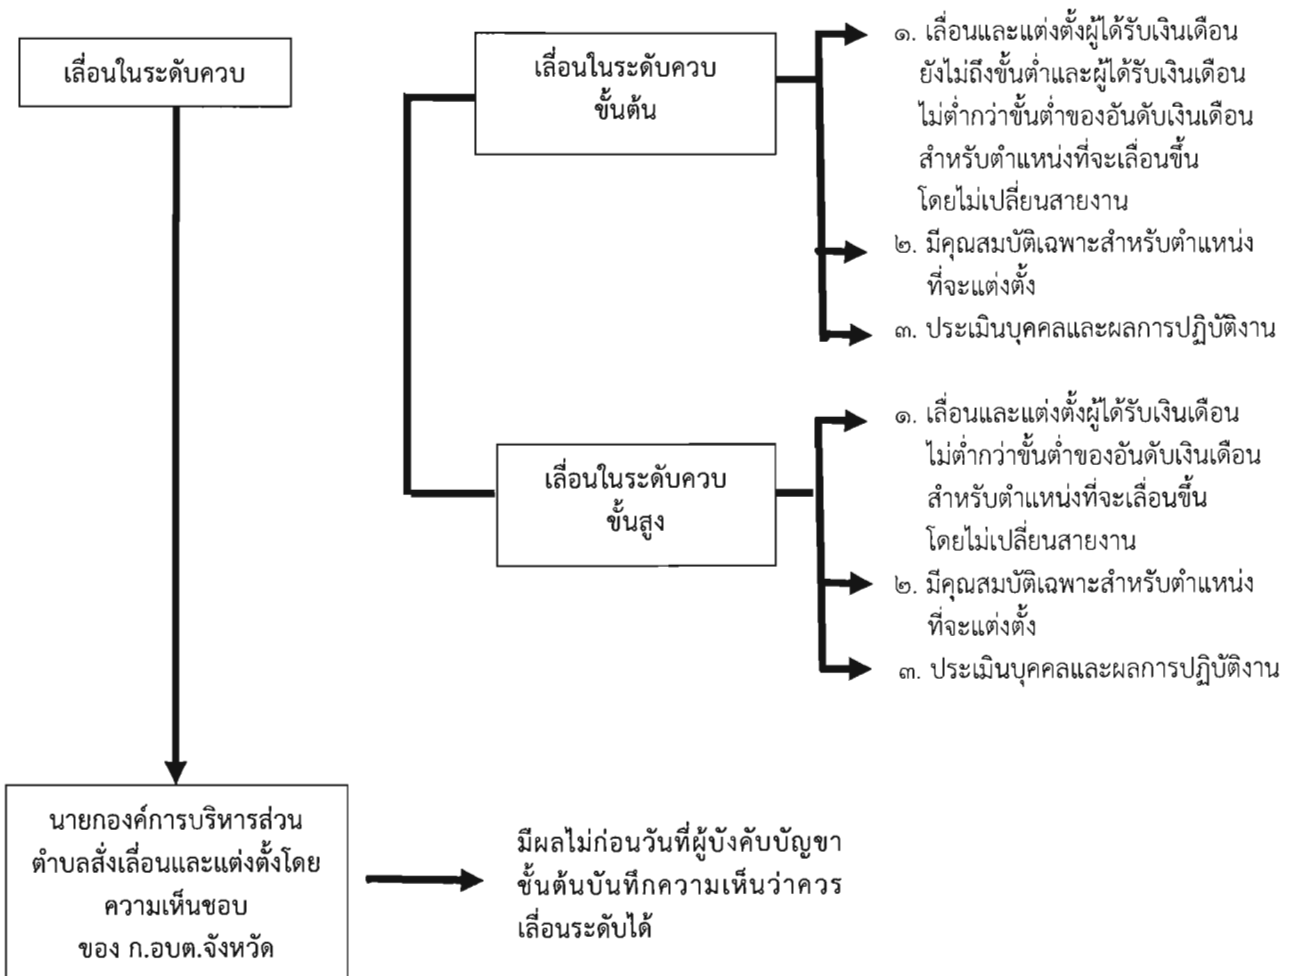 เลื่อนในระดับควบ
เลื่อนในระดับควบ
ขั้นต้น
๑. เลื่อนและแต่งตั้งผู้ได้รับเงินเดือน
ยังไม่ถึงขั้นต่ำและผู้ได้รับเงินเดือน
ไม่ต่ำกว่าขั้นต่ำของอันดับเงินเดือน
สำหรับตำแหน่งที่จะเลื่อนขึ้น
โดยไม่เปลี่ยนสายงาน
๒. มีคุณสมบัติเฉพาะสำหรับตำแหน่ง
ที่จะแต่งตั้ง
๓. ประเมินบุคคลและผลการปฏิบัติงาน
เลื่อนในระดับควบ
ขั้นสูง
๑. เลื่อนและแต่งตั้งผู้ได้รับเงินเดือน
ไม่ต่ำกว่าขั้นต่ำของอันดับเงินเดือน
สำหรับตำแหน่งที่จะเลื่อนขึ้น
โดยไม่เปลี่ยนสายงาน
๒. มีคุณสมบัติเฉพาะสำหรับตำแหน่ง
ที่จะแต่งตั้ง
๓. ประเมินบุคคลและผลการปฏิบัติงาน
นายกองค์การบริหารส่วน
ตำบลสั่งเลื่อนและแต่งตั้งโดย
ความเห็นชอบ
ของ ก.อบต.จังหวัด
มีผลไม่ก่อนวันที่ผู้บังคับบัญชา
ชั้นต้นบันทึกความเห็นว่าควร
เลื่อนระดับได้